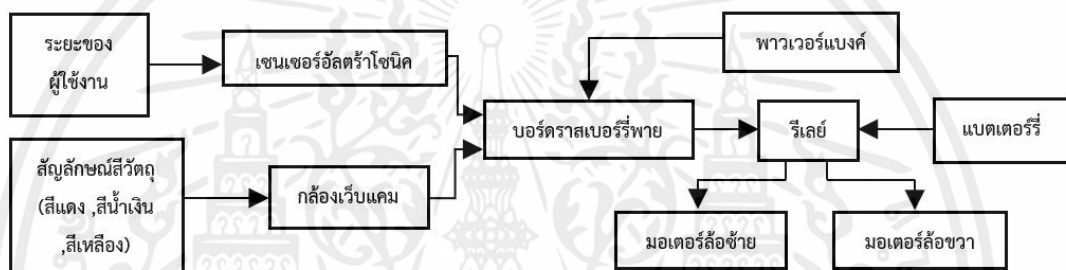 ระยะของ
ผู้ใช้งาน
เซนเซอร์อัลตร้าโซนิค
พาวเวอร์แบงค์
บอร์ดราสเบอร์รี่พาย
รีเลย์
แบตเตอร์รี่
สัญลักษณ์สีวัตถุ
(สีแดง ,สีน้ำเงิน
,สีเหลือง)
กล้องเว็บแคม
มอเตอร์ล้อซ้าย
มอเตอร์ล้อขวา